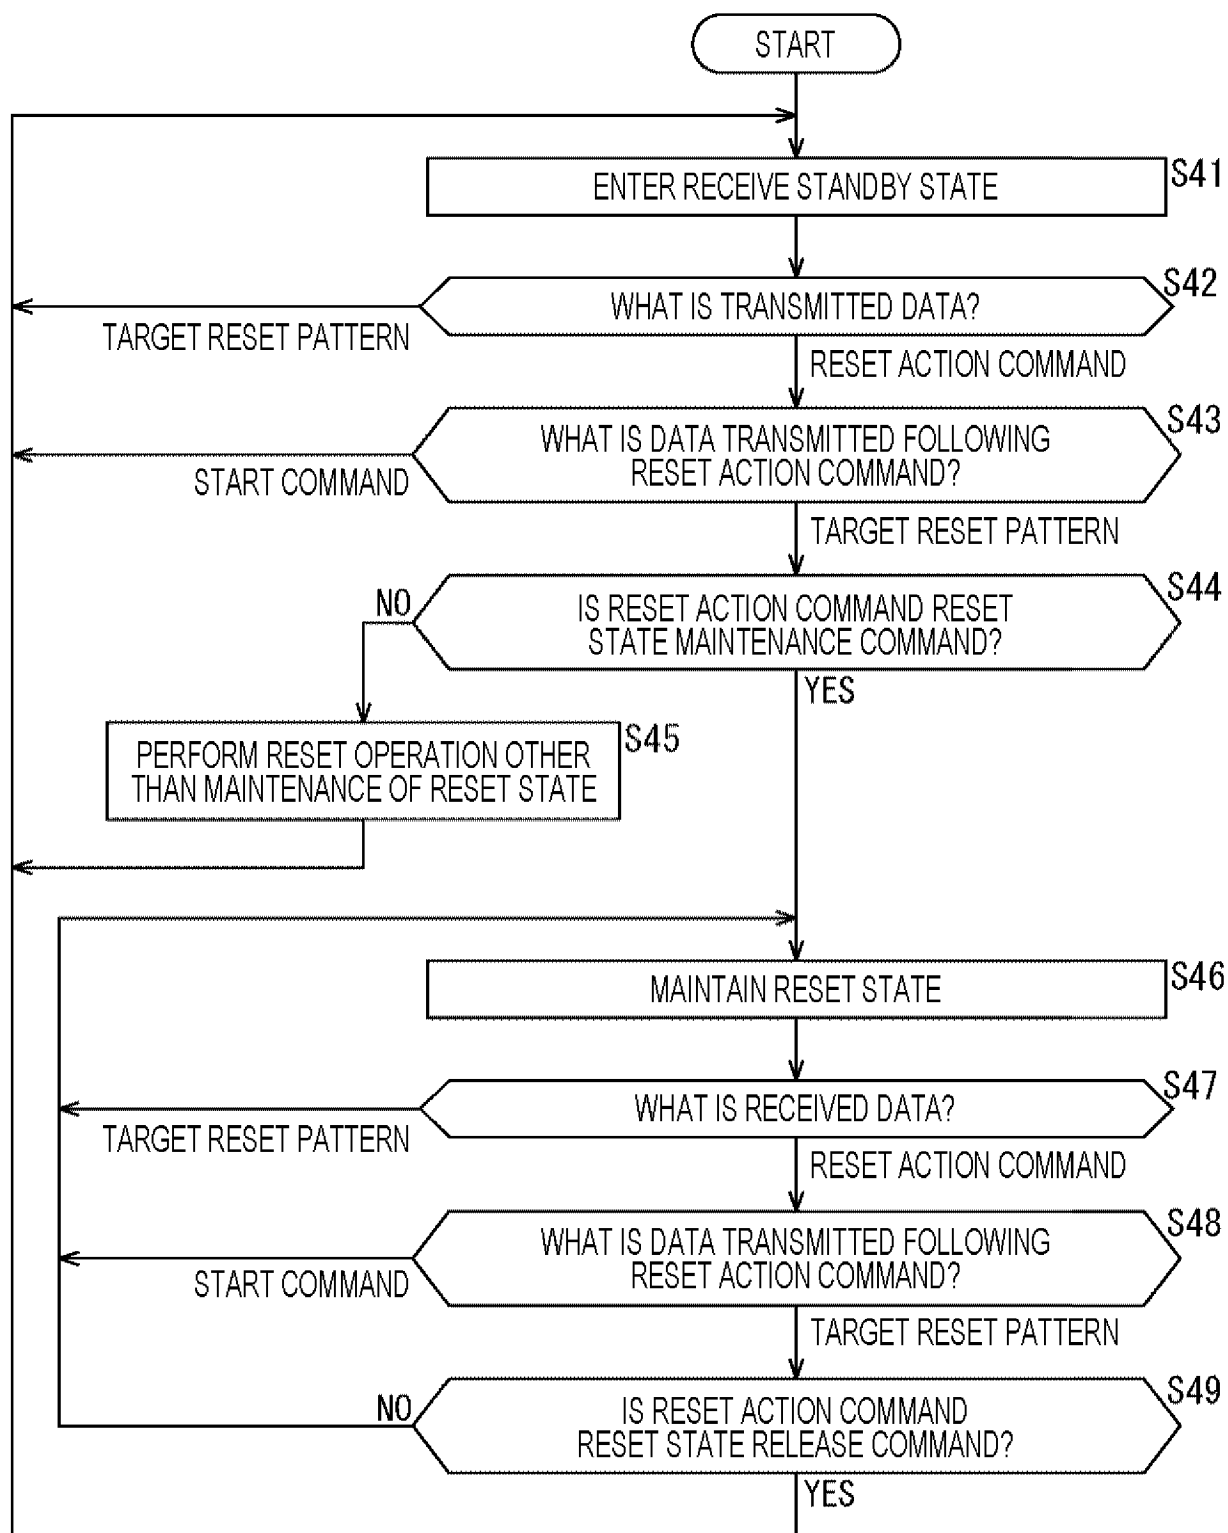 START
ENTER RECEIVE STANDBY STATE
S41
WHAT IS TRANSMITTED DATA?
S42
TARGET RESET PATTERN
RESET ACTION COMMAND
WHAT IS DATA TRANSMITTED FOLLOWING
RESET ACTION COMMAND?
S43
START COMMAND
TARGET RESET PATTERN
IS RESET ACTION COMMAND RESET
STATE MAINTENANCE COMMAND?
S44
NO
YES
PERFORM RESET OPERATION OTHER
THAN MAINTENANCE OF RESET STATE
S45
MAINTAIN RESET STATE
S46
WHAT IS RECEIVED DATA?
S47
TARGET RESET PATTERN
RESET ACTION COMMAND
WHAT IS DATA TRANSMITTED FOLLOWING
RESET ACTION COMMAND?
S48
START COMMAND
TARGET RESET PATTERN
IS RESET ACTION COMMAND
RESET STATE RELEASE COMMAND?
S49
NO
YES